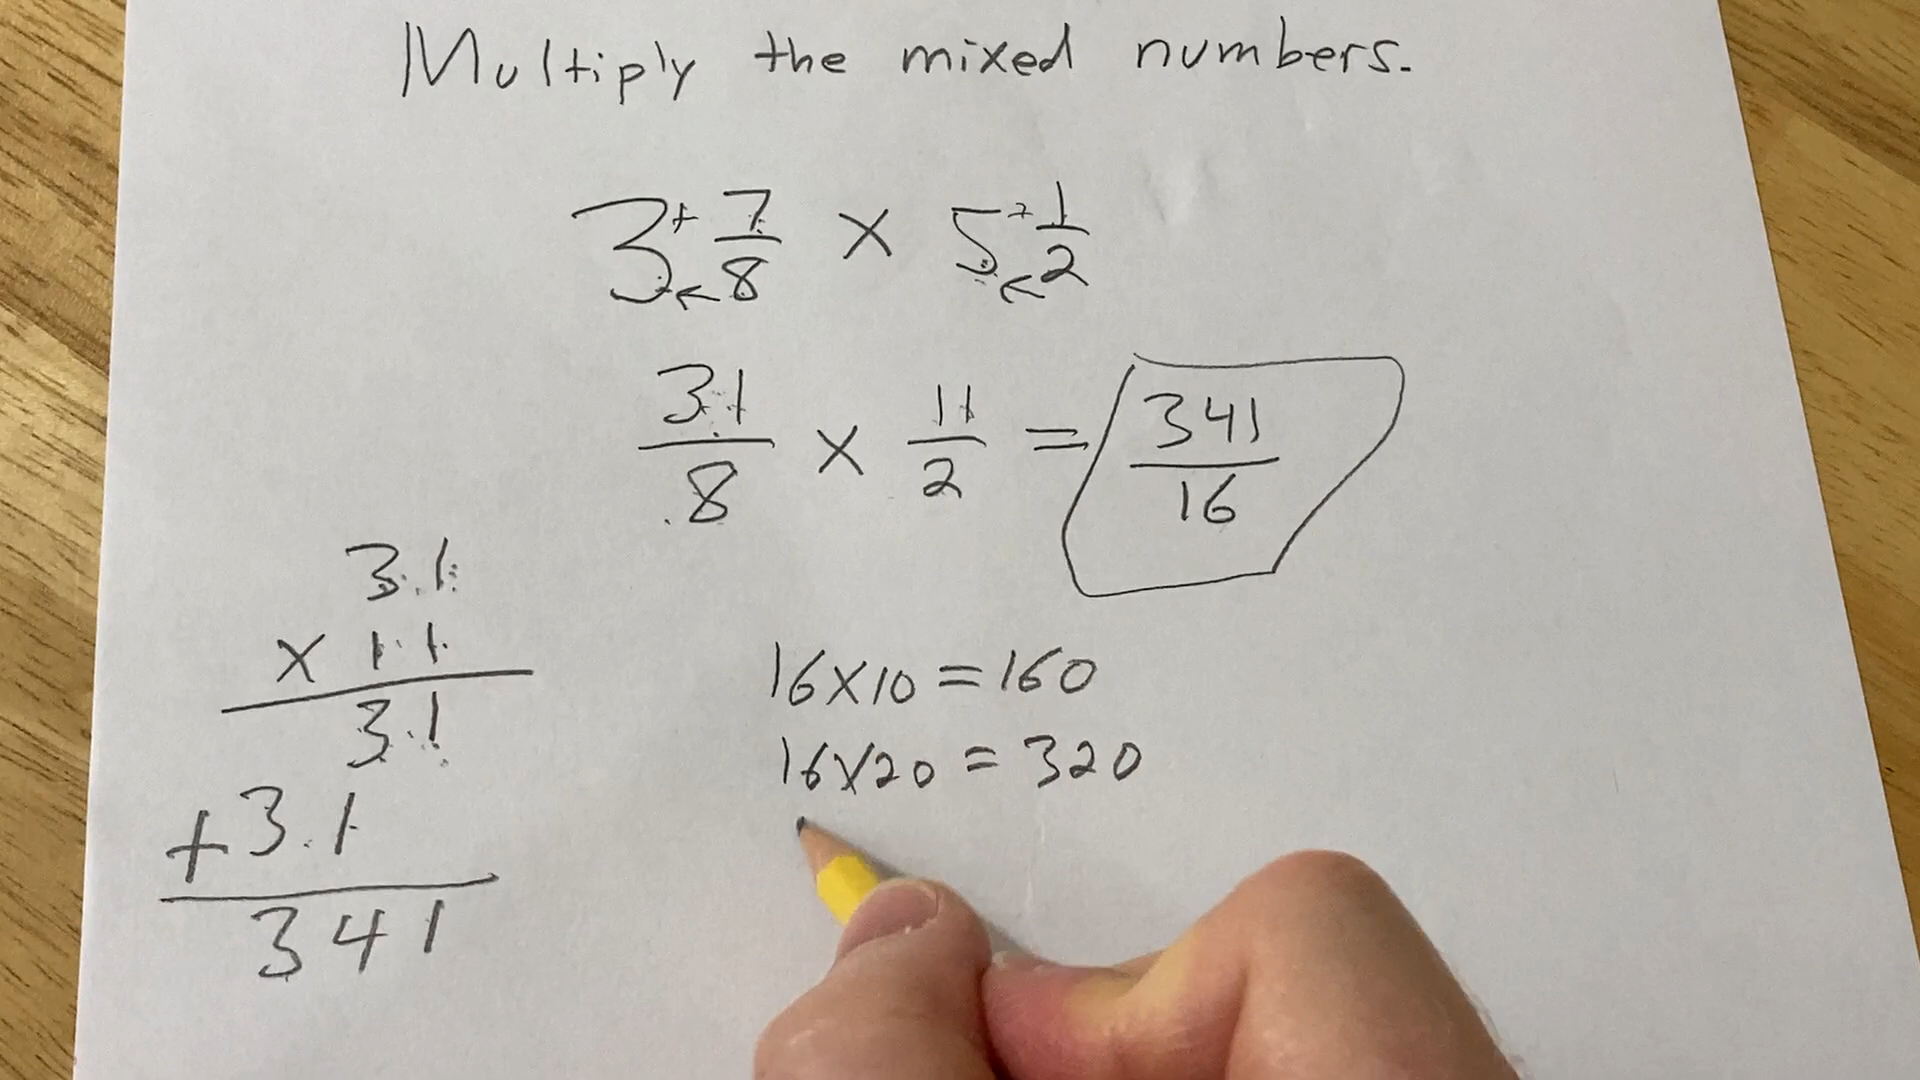 Multiply the mixed numbers.
3 + 7/8 × 5 + 1/2
31/8 × 11/2 = 341/16
31
× 11
31
+ 31
341
16×10 = 160
16×20 = 320